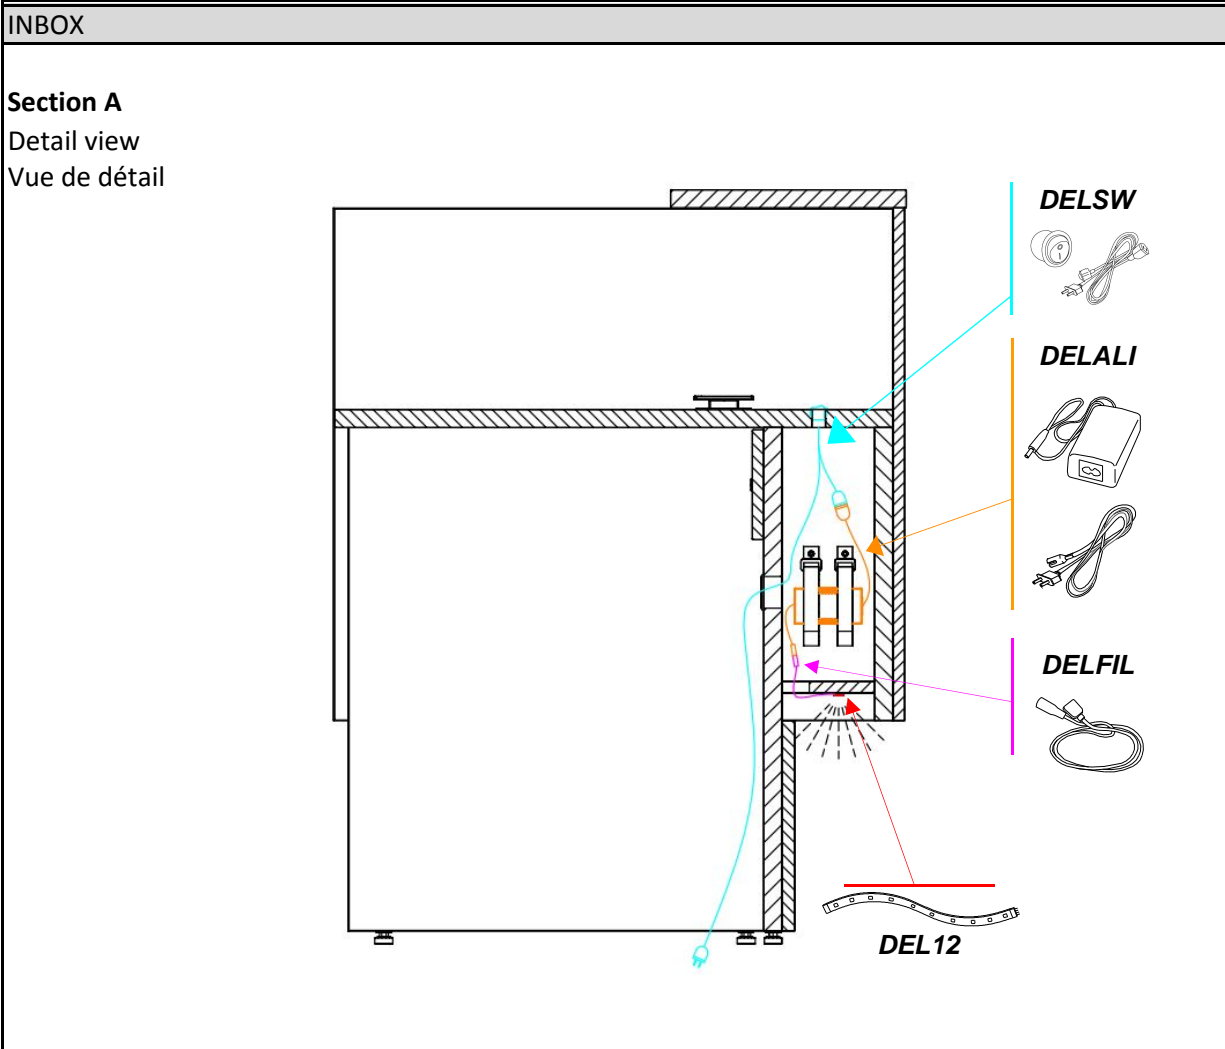 INBOX
Section A
Detail view
Vue de détail
DELSW
DELALI
DELFIL
DEL12